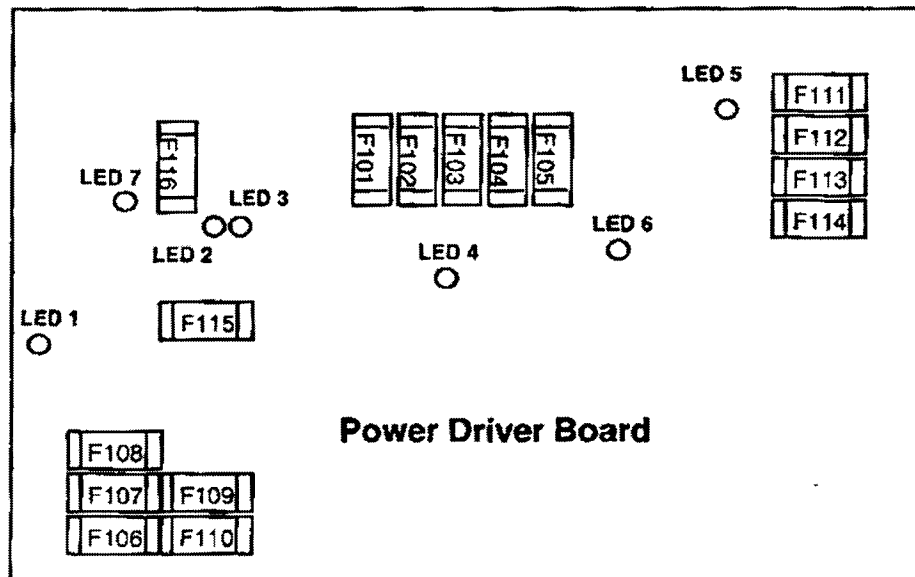 LED 5
F111
F112
F113
F114
F116
F101
F102
F103
F104
F105
LED 7
LED 3
LED 2
LED 6
LED 4
LED 1
F115
Power Driver Board
F108
F107
F109
F106
F110